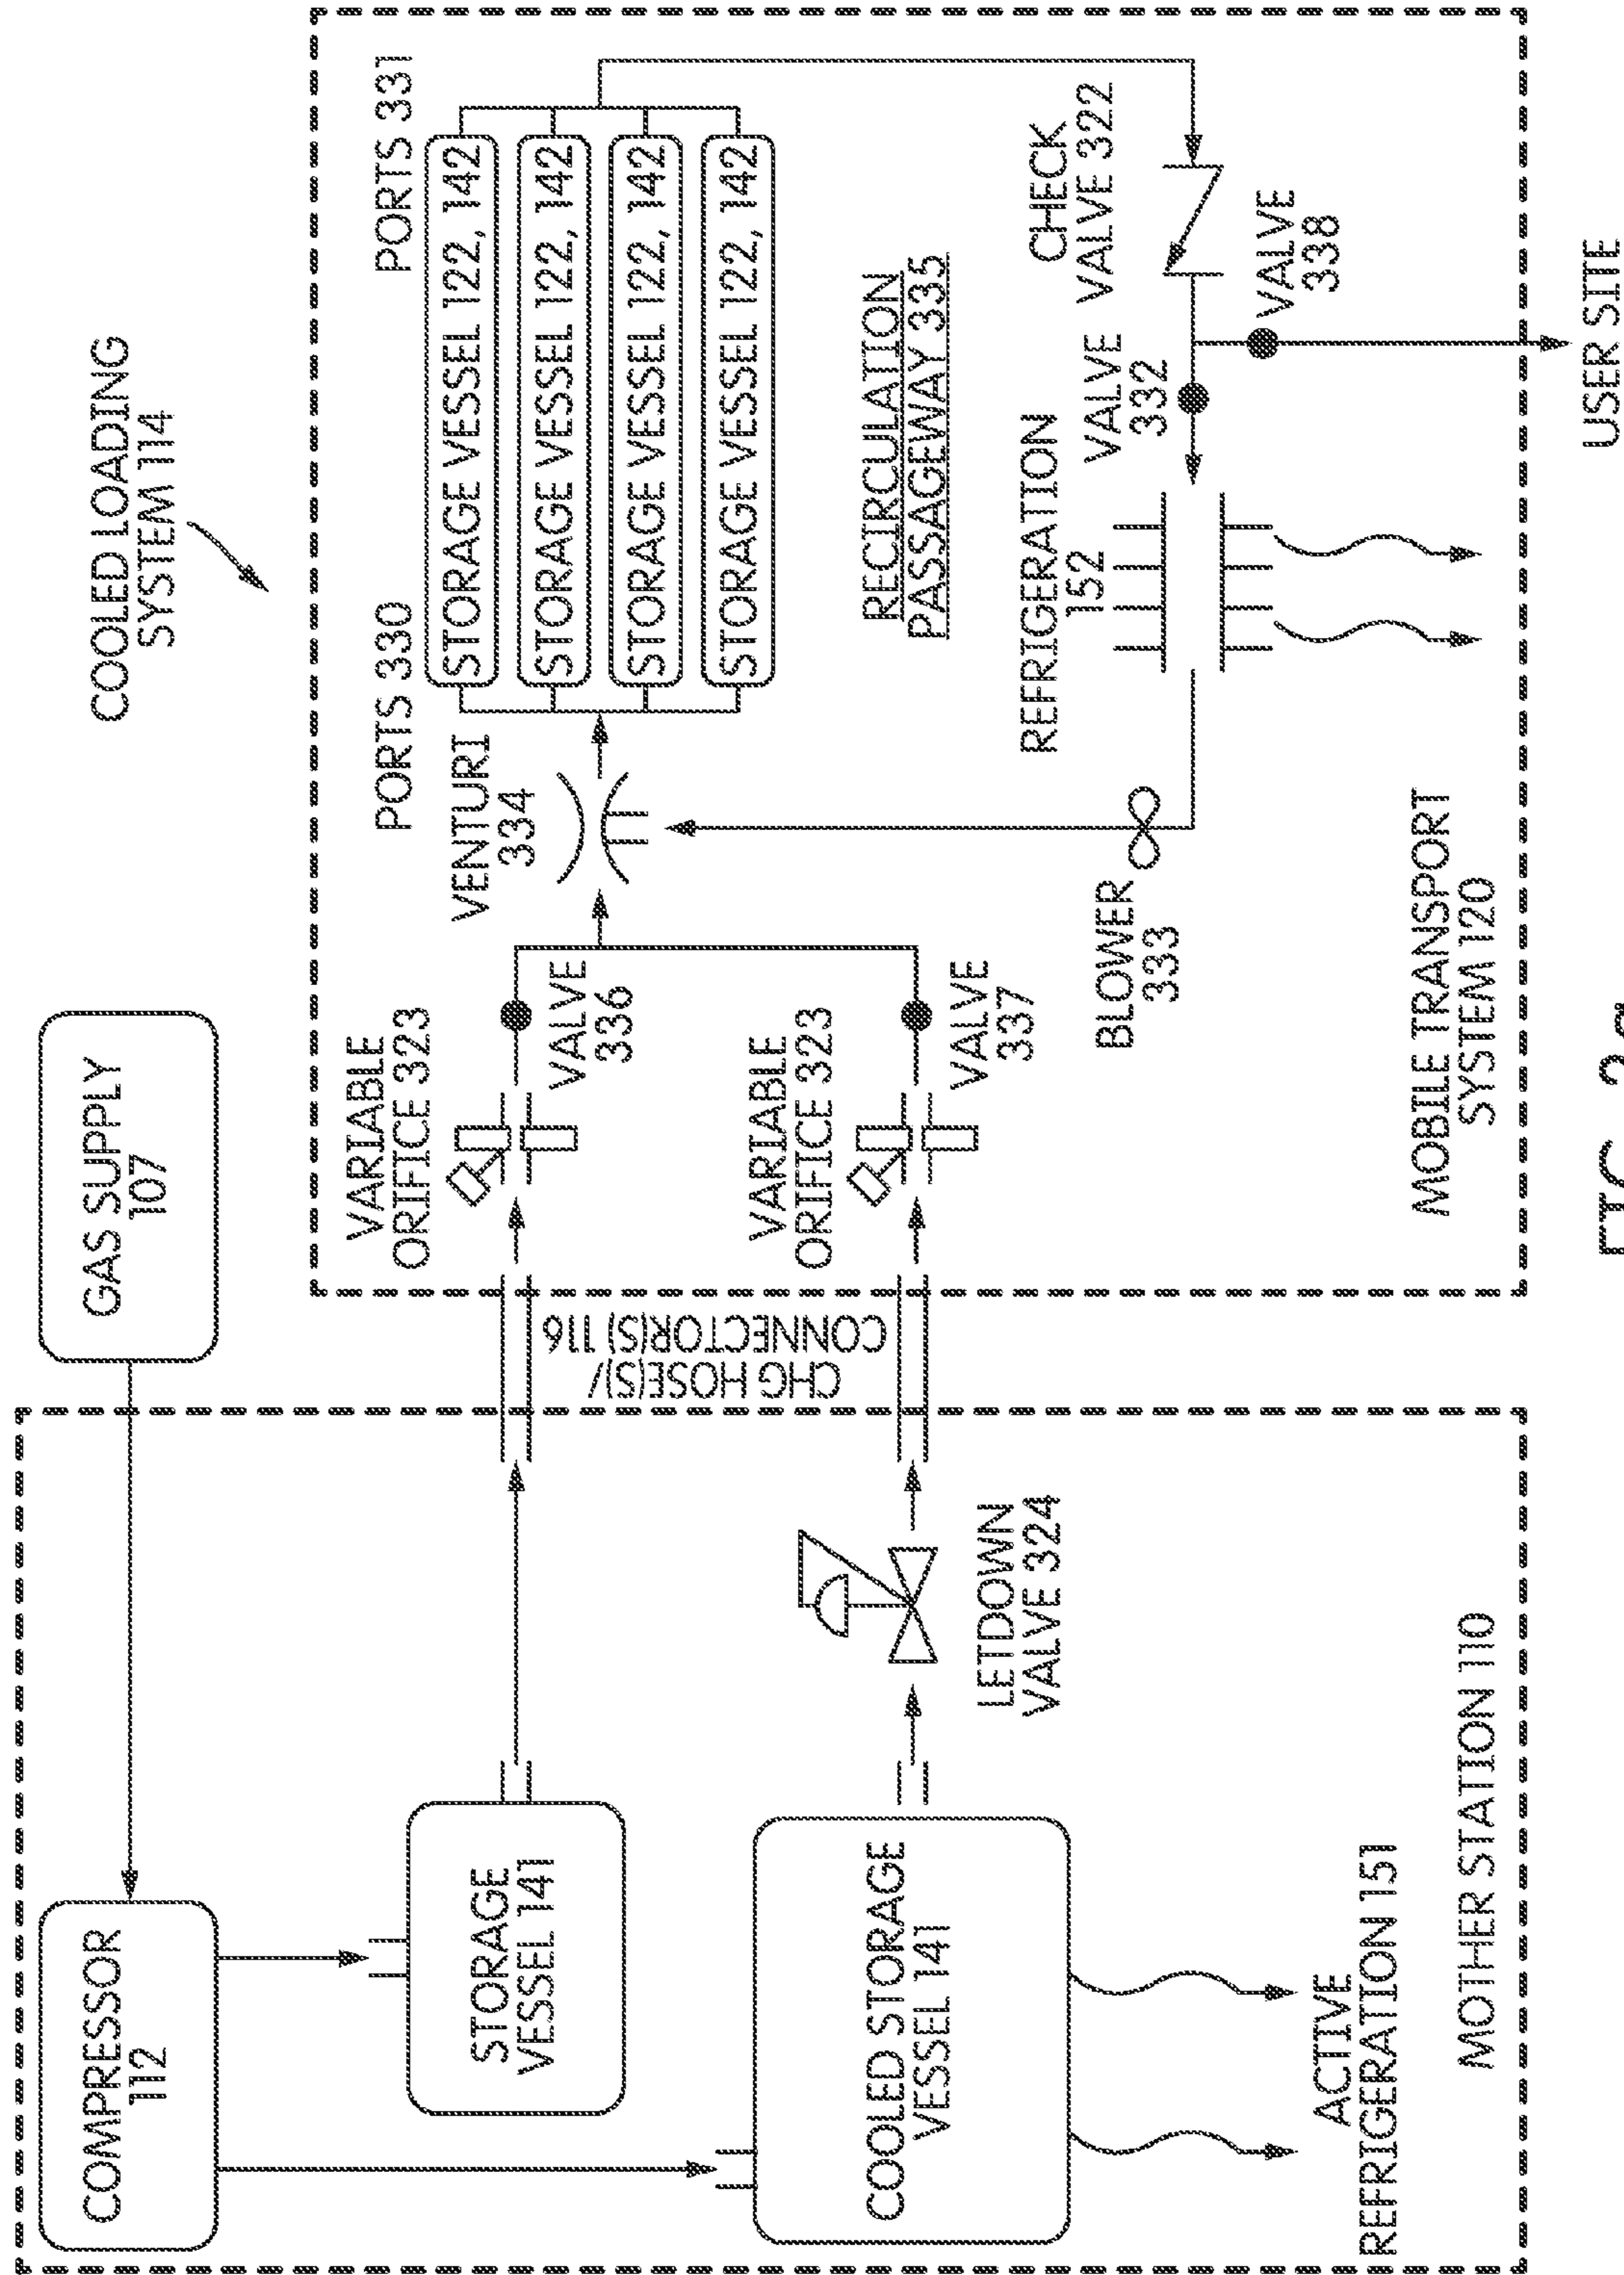 COOLED LOADING
SYSTEM 114
GAS SUPPLY
107
COMPRESSOR
112
STORAGE
VESSEL 141
COOLED STORAGE
VESSEL 141
ACTIVE
REFRIGERATION 151
MOTHER STATION 110
LETDOWN
VALVE 324
CHG HOSE(S)/
CONNECTOR(S) 116
VARIABLE
ORIFICE 323
VALVE
336
VARIABLE
ORIFICE 323
VALVE
337
VENTURI
334
PORTS 330
PORTS 331
STORAGE VESSEL 122, 142
STORAGE VESSEL 122, 142
STORAGE VESSEL 122, 142
STORAGE VESSEL 122, 142
RECIRCULATION
PASSAGEWAY 335
CHECK
VALVE 322
REFRIGERATION
152
VALVE
332
VALVE
338
BLOWER
333
MOBILE TRANSPORT
SYSTEM 120
USER SITE